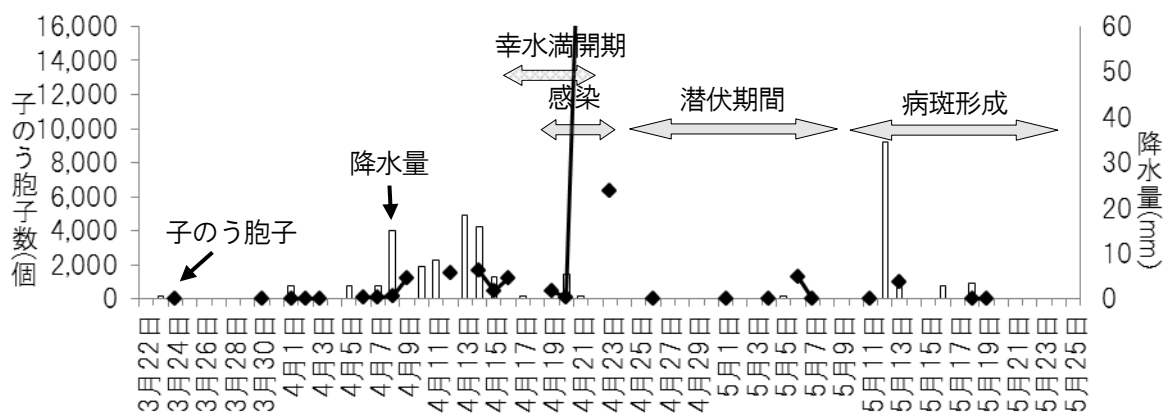 子のう胞子数(個
16,000
14,000
12,000
10,000
8,000
6,000
4,000
2,000
0
幸水満開期
感染
潜伏期間
病斑形成
降水量
子のう胞子
60
50
40
30
20
10
0
降水量(mm)
3月22日
3月24日
3月26日
3月28日
3月30日
4月1日
4月3日
4月5日
4月7日
4月9日
4月11日
4月13日
4月15日
4月17日
4月19日
4月21日
4月23日
4月25日
4月27日
4月29日
5月1日
5月3日
5月5日
5月7日
5月9日
5月11日
5月13日
5月15日
5月17日
5月19日
5月21日
5月23日
5月25日